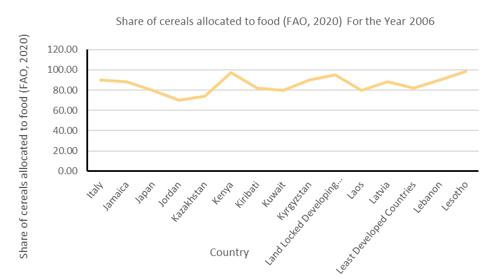 Share of cereals allocated to food (FAO, 2020) For the Year 2006
Share of cereals allocated to food (FAO, 2020)
120.00
100.00
80.00
60.00
40.00
20.00
0.00
Italy
Jamaica
Japan
Jordan
Kazakhstan
Kenya
Kiribati
Kuwait
Kyrgyzstan
Land Locked Developing...
Laos
Latvia
Least Developed Countries
Lebanon
Lesotho
Country